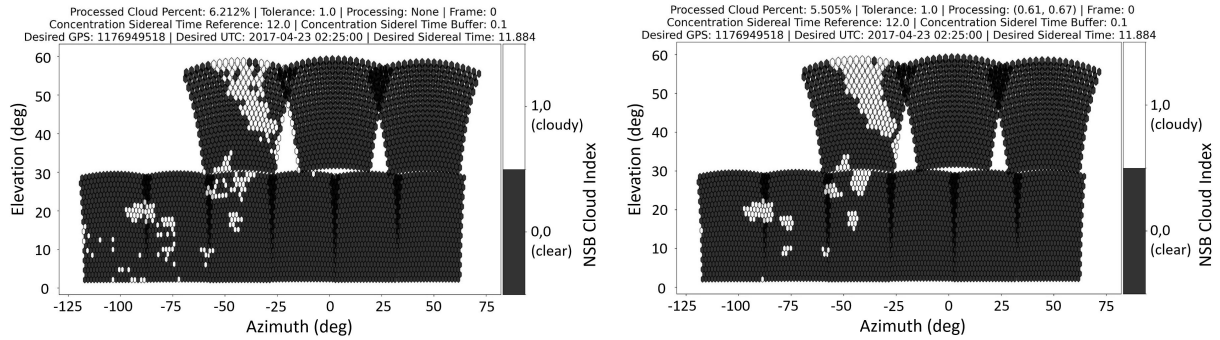 Processed Cloud Percent: 6.212% | Tolerance: 1.0 | Processing: None | Frame: 0
Concentration Sidereal Time Reference: 12.0 | Concentration Siderel Time Buffer: 0.1
Desired GPS: 1176949518 | Desired UTC: 2017-04-23 02:25:00 | Desired Sidereal Time: 11.884
60
50
40
30
20
10
0
Elevation (deg)
-125
-100
-75
-50
-25
0
25
50
75
Azimuth (deg)
1,0
(cloudy)
0,0
(clear)
NSB Cloud Index
Processed Cloud Percent: 5.505% | Tolerance: 1.0 | Processing: (0.61, 0.67) | Frame: 0
Concentration Sidereal Time Reference: 12.0 | Concentration Siderel Time Buffer: 0.1
Desired GPS: 1176949518 | Desired UTC: 2017-04-23 02:25:00 | Desired Sidereal Time: 11.884
60
50
40
30
20
10
0
Elevation (deg)
-125
-100
-75
-50
-25
0
25
50
75
Azimuth (deg)
1,0
(cloudy)
0,0
(clear)
NSB Cloud Index